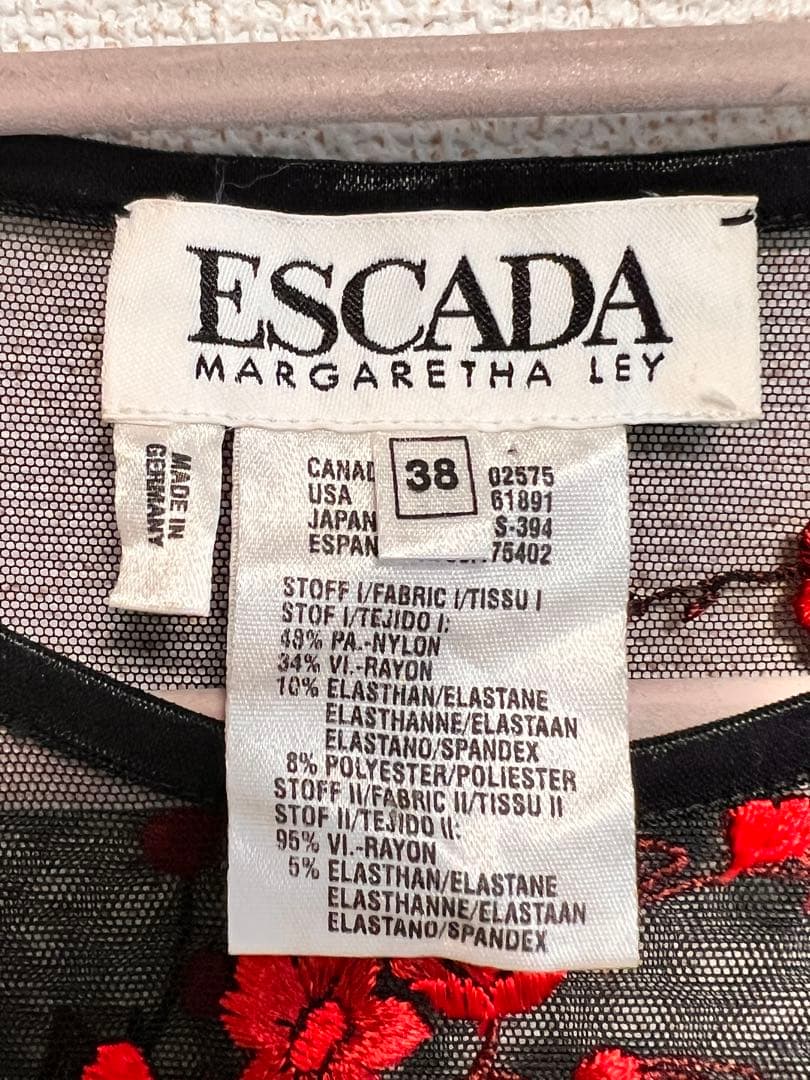 ESCADA
MARGARETHA LEY
MADE IN
GERMANY
38
CANAD 02575
USA 61891
JAPAN S-394
ESPAN 75402
STOFF I/FABRIC I/TISSU I
STOF I/TEJIDO I:
48% PA.-NYLON
34% VI.-RAYON
10% ELASTHAN/ELASTANE
ELASTHANNE/ELASTAAN
ELASTANO/SPANDEX
8% POLYESTER/POLIESTER
STOFF II/FABRIC II/TISSU II
STOF II/TEJIDO II:
95% VI.-RAYON
5% ELASTHAN/ELASTANE
ELASTHANNE/ELASTAAN
ELASTANO/SPANDEX